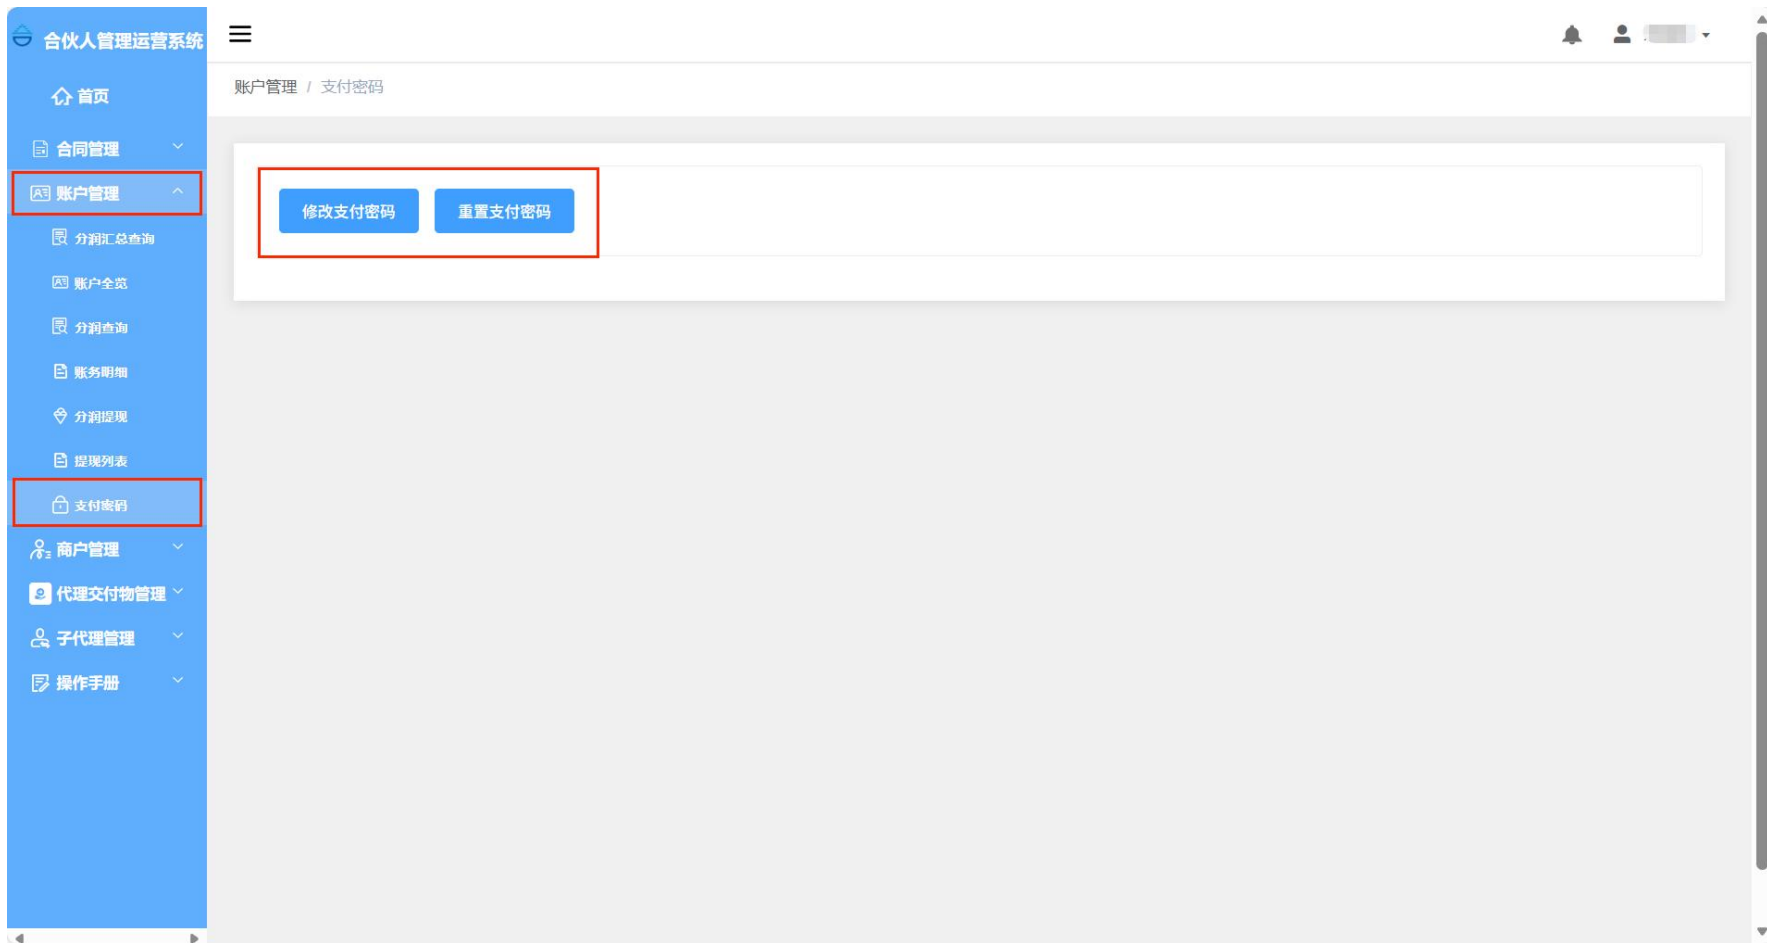 合伙人管理运营系统
首页
合同管理
账户管理
分润汇总查询
账户全览
分润查询
账务明细
分润提现
提现列表
支付密码
商户管理
代理交付物管理
子代理管理
操作手册
账户管理 / 支付密码
修改支付密码 重置支付密码